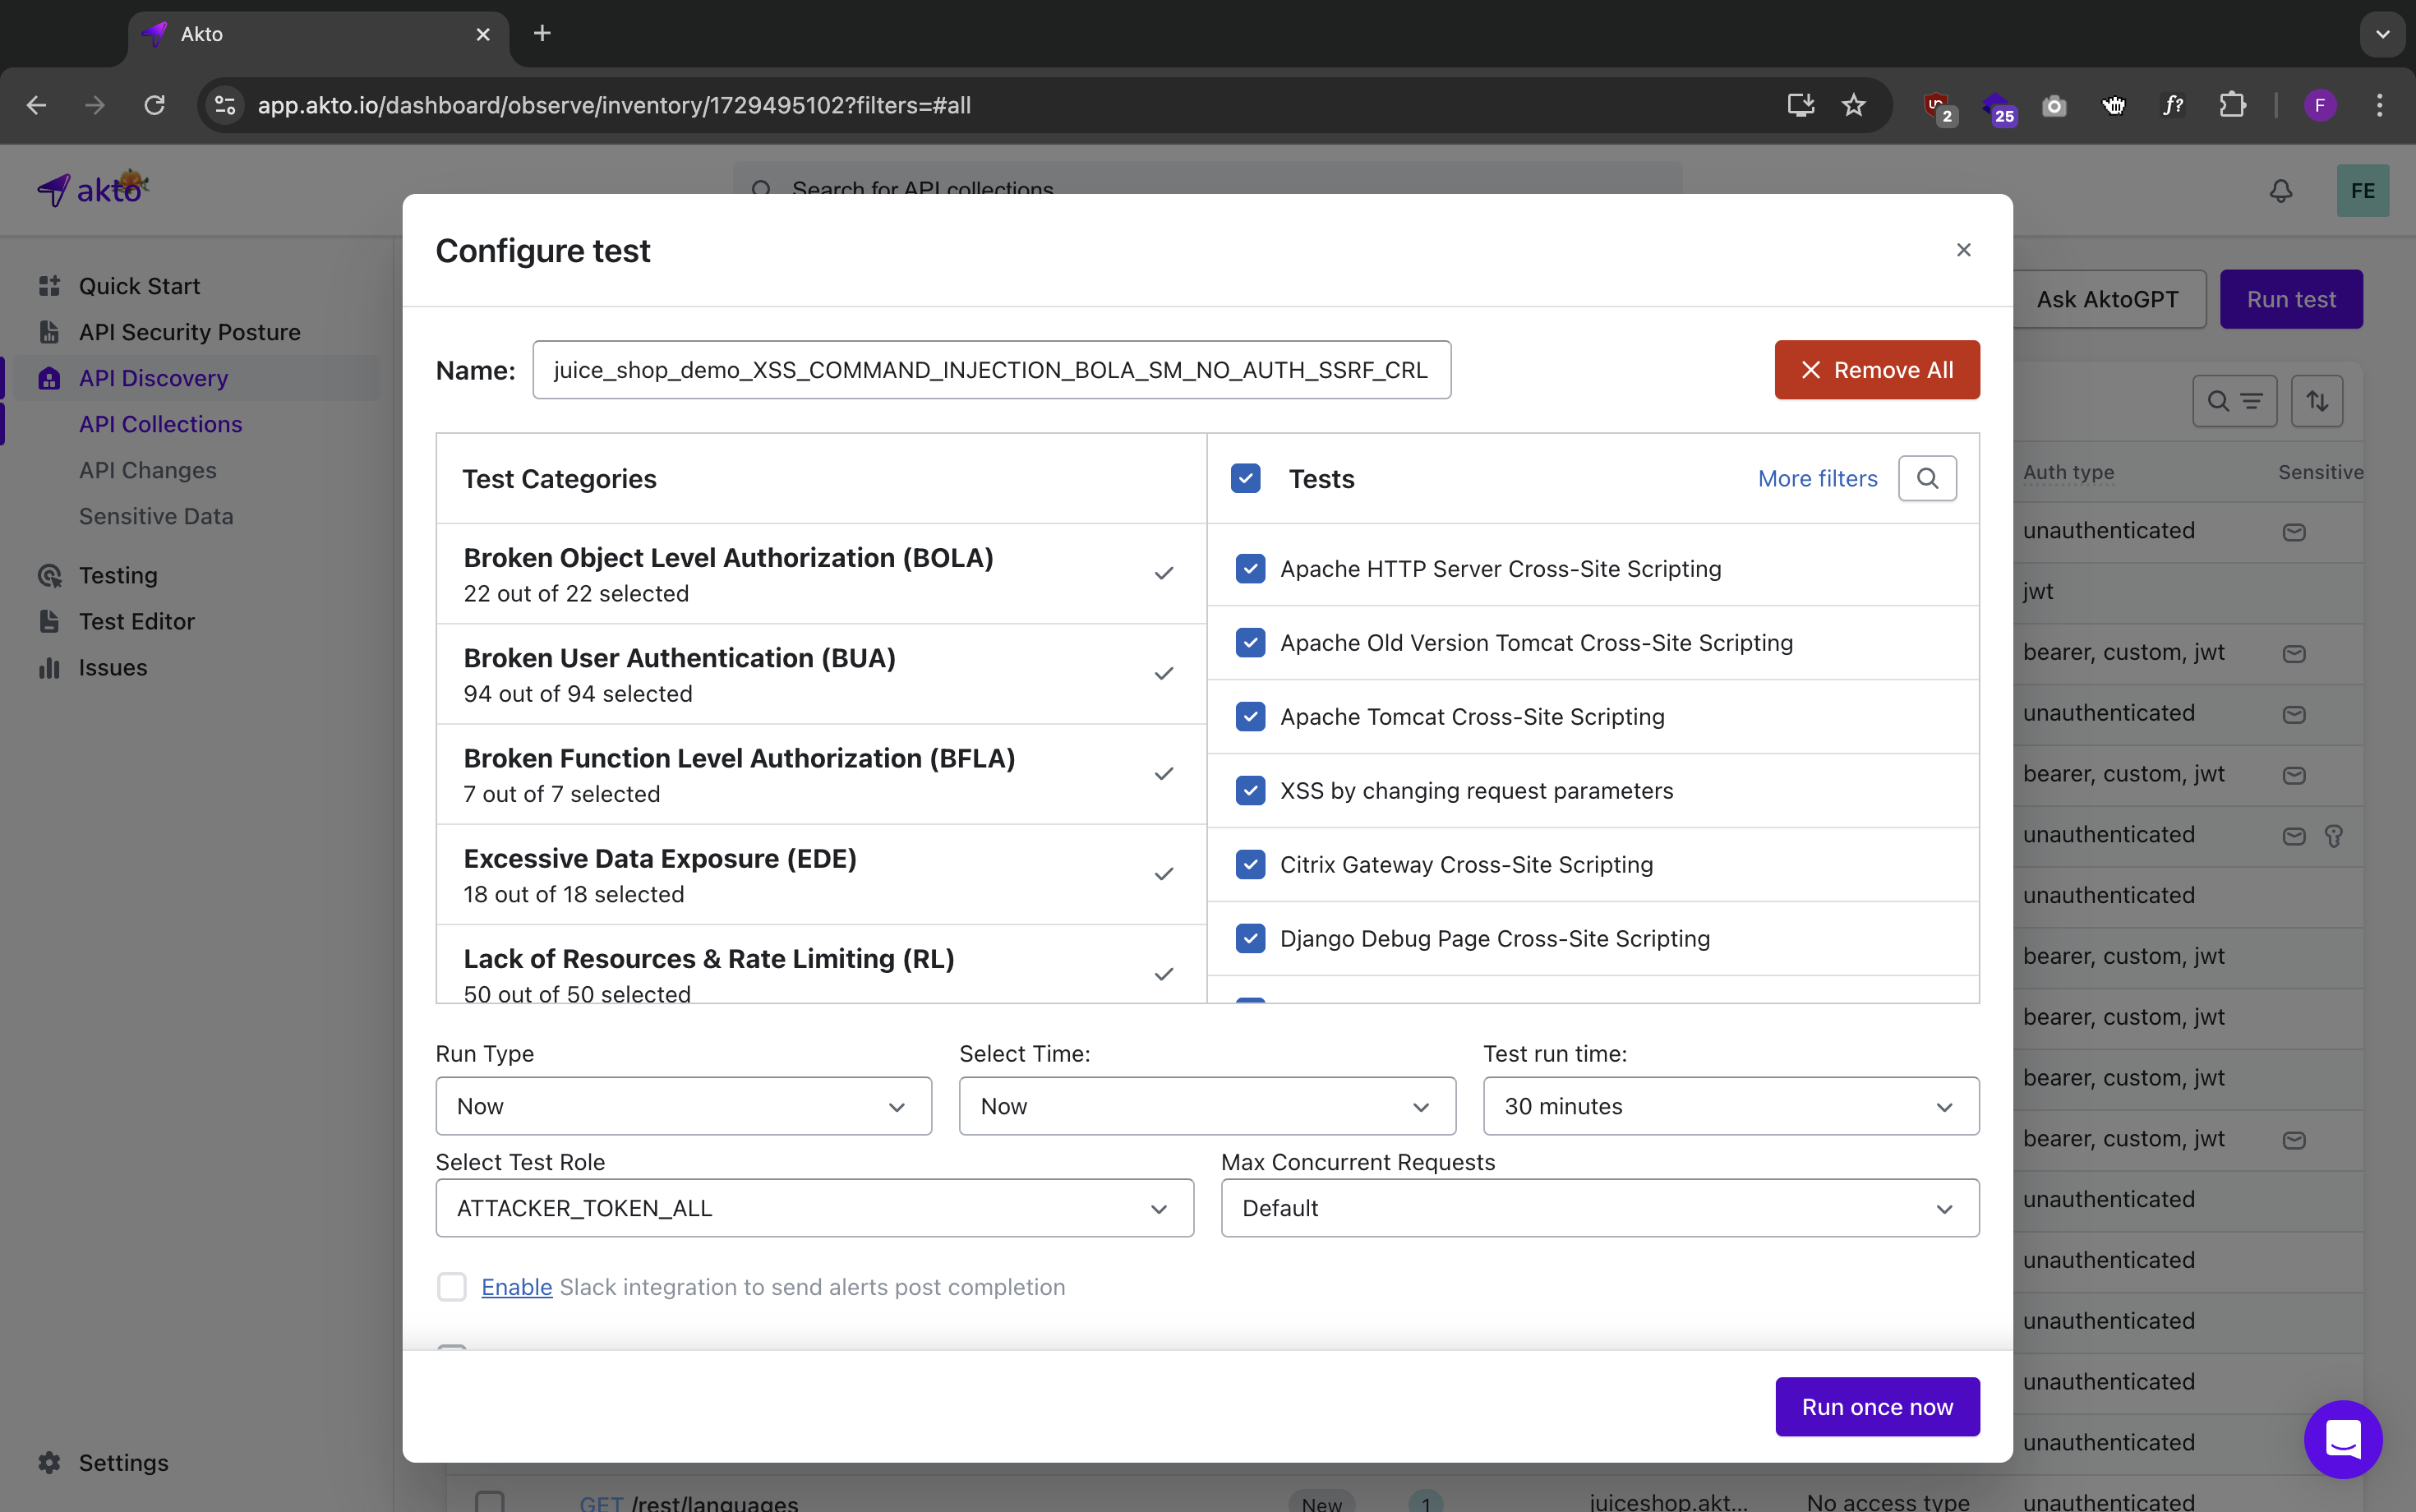 Akto
app.akto.io/dashboard/observe/inventory/1729495102?filters=#all
2
25
f?
F
akto
Search for API collections
FE
Quick Start
API Security Posture
API Discovery
API Collections
API Changes
Sensitive Data
Testing
Test Editor
Issues
Settings
Ask AktoGPT
Run test
Configure test
Name:
juice_shop_demo_XSS_COMMAND_INJECTION_BOLA_SM_NO_AUTH_SSRF_CRL
Remove All
Test Categories
Broken Object Level Authorization (BOLA)
22 out of 22 selected
Broken User Authentication (BUA)
94 out of 94 selected
Broken Function Level Authorization (BFLA)
7 out of 7 selected
Excessive Data Exposure (EDE)
18 out of 18 selected
Lack of Resources & Rate Limiting (RL)
50 out of 50 selected
Tests
More filters
Apache HTTP Server Cross-Site Scripting
Apache Old Version Tomcat Cross-Site Scripting
Apache Tomcat Cross-Site Scripting
XSS by changing request parameters
Citrix Gateway Cross-Site Scripting
Django Debug Page Cross-Site Scripting
Run Type
Now
Select Time:
Now
Test run time:
30 minutes
Select Test Role
ATTACKER_TOKEN_ALL
Max Concurrent Requests
Default
Enable Slack integration to send alerts post completion
Run once now
Auth type Sensitive
unauthenticated
jwt
bearer, custom, jwt
unauthenticated
bearer, custom, jwt
unauthenticated
unauthenticated
bearer, custom, jwt
bearer, custom, jwt
bearer, custom, jwt
bearer, custom, jwt
unauthenticated
unauthenticated
unauthenticated
unauthenticated
unauthenticated
GET /rest/languages New 1 juiceshop.akt... No access type unauthenticated